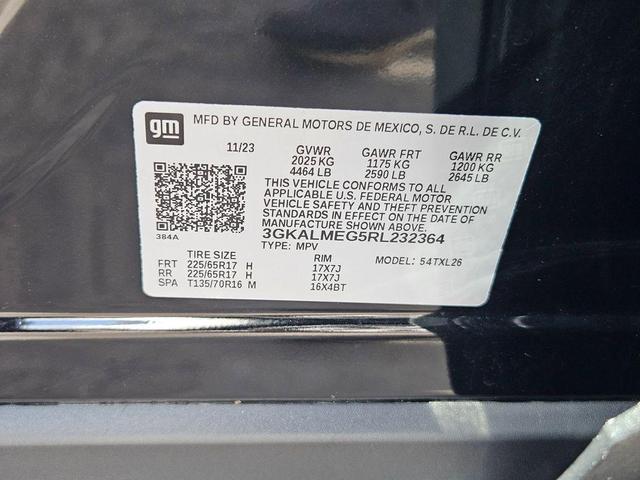 gm MFD BY GENERAL MOTORS DE MEXICO, S. DE R.L. DE C.V.
11/23 GVWR GAWR FRT GAWR RR
2025 KG 1175 KG 1200 KG
4464 LB 2590 LB 2645 LB
THIS VEHICLE CONFORMS TO ALL
APPLICABLE U.S. FEDERAL MOTOR
VEHICLE SAFETY AND THEFT PREVENTION
STANDARDS IN EFFECT ON THE DATE OF
MANUFACTURE SHOWN ABOVE.
384A 3GKALMEG5RL232364
TYPE: MPV
TIRE SIZE RIM MODEL: 54TXL26
FRT 225/65R17 H 17X7J
RR 225/65R17 H 17X7J
SPA T135/70R16 M 16X4BT